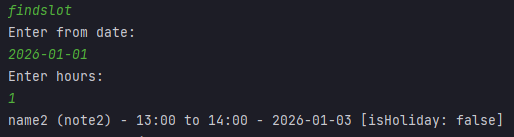 findslot
Enter from date:
2026-01-01
Enter hours:
1
name2 (note2) - 13:00 to 14:00 - 2026-01-03 [isHoliday: false]